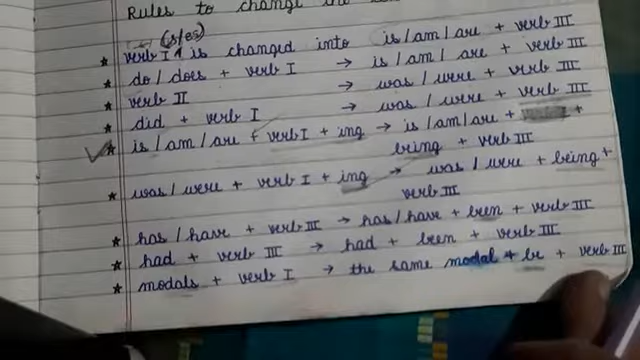 Rules to change the
(s/es)
★ verb I is changed into is/am/are + verb III
★ do/does + verb I → is/am/are + verb III
★ verb II → was/were + verb III
★ did + verb I → was/were + verb III
★ is/am/are + verb I + ing → is/am/are +
being + verb III
★ was/were + verb I + ing → was/were + being +
verb III
★ has/have + verb III → has/have + been + verb III
★ had + verb III → had + been + verb III
★ modals + verb I → the same modal + be + verb III